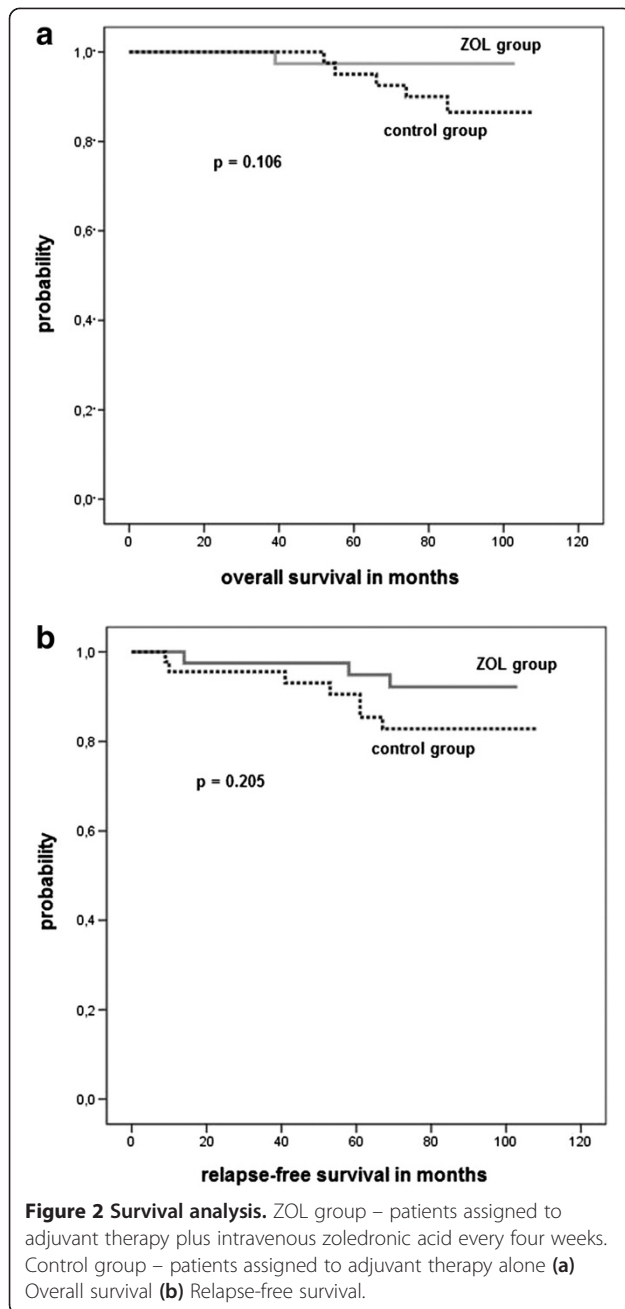 a
1,0
ZOL group
0,8
control group
p = 0.106
0,6
probability
0,4
0,2
0,0
0 20 40 60 80 100 120
overall survival in months
b
1,0
ZOL group
0,8
control group
p = 0.205
0,6
probability
0,4
0,2
0,0
0 20 40 60 80 100 120
relapse-free survival in months
Figure 2 Survival analysis. ZOL group – patients assigned to
adjuvant therapy plus intravenous zoledronic acid every four weeks.
Control group – patients assigned to adjuvant therapy alone (a)
Overall survival (b) Relapse-free survival.